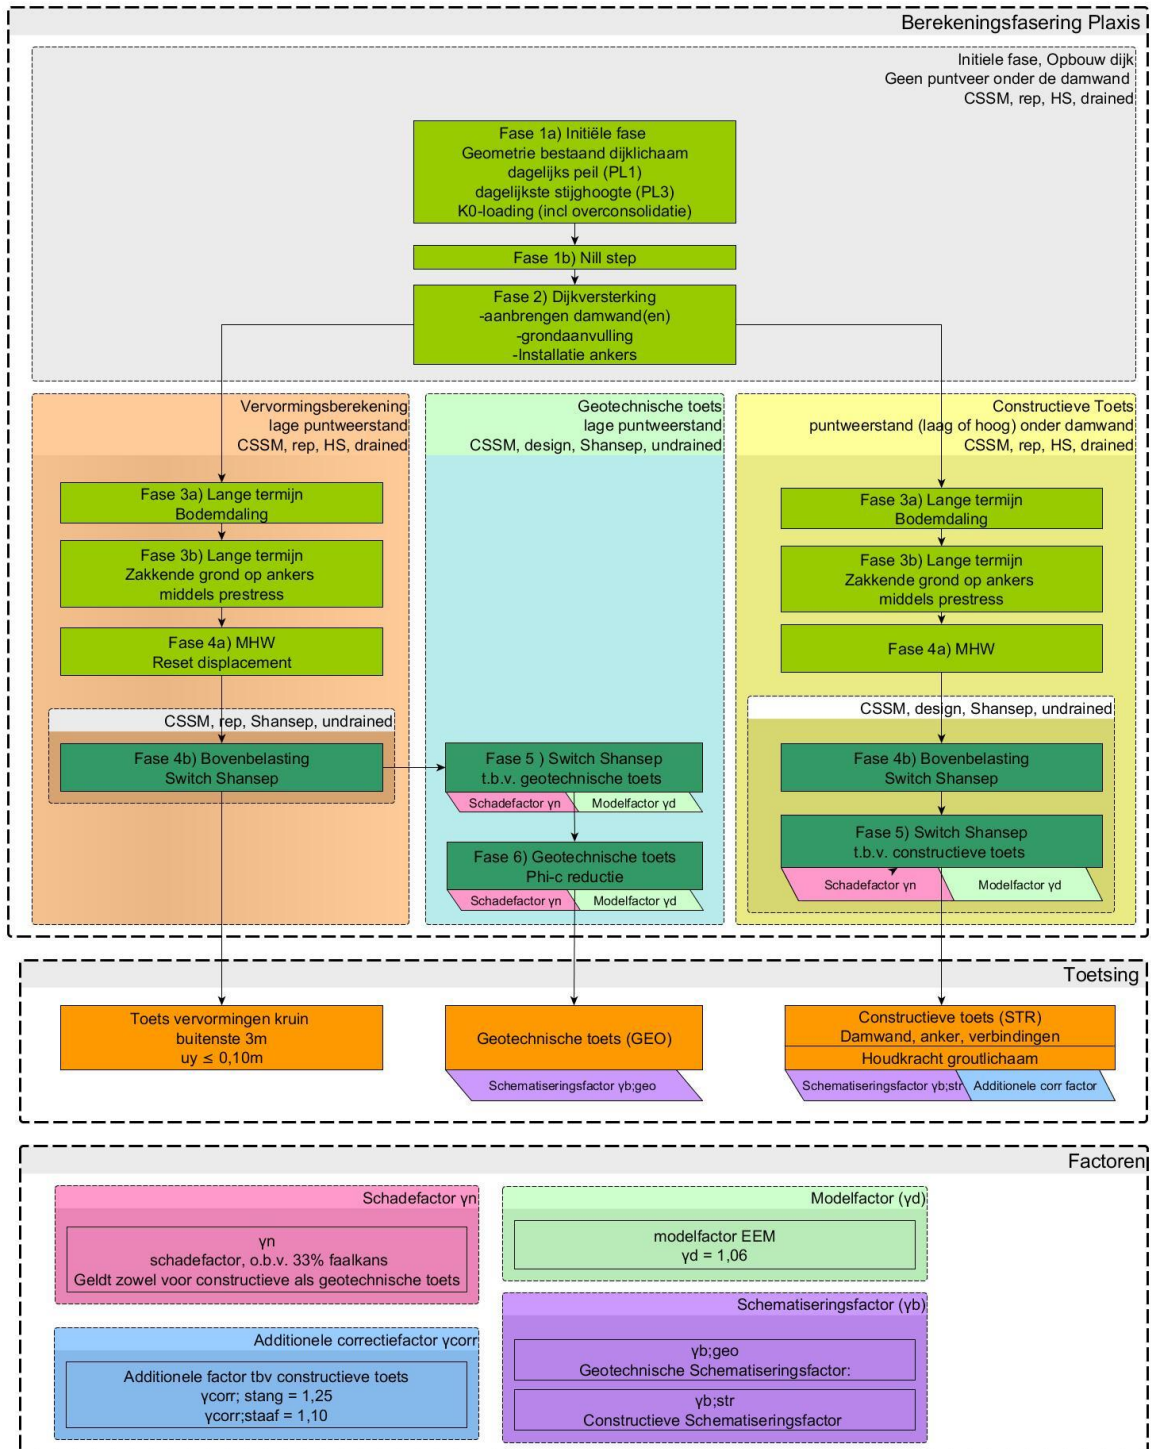 Berekeningsfasering Plaxis
Initiele fase, Opbouw dijk
Geen puntveer onder de damwand
CSSM, rep, HS, drained
Fase 1a) Initiële fase
Geometrie bestaand dijklichaam
dagelijks peil (PL1)
dagelijkste stijghoogte (PL3)
K0-loading (incl overconsolidatie)
Fase 1b) Nill step
Fase 2) Dijkversterking
-aanbrengen damwand(en)
-grondaanvulling
-Installatie ankers
Vervormingsberekening
lage puntweerstand
CSSM, rep, HS, drained
Fase 3a) Lange termijn
Bodemdaling
Fase 3b) Lange termijn
Zakkende grond op ankers
middels prestress
Fase 4a) MHW
Reset displacement
CSSM, rep, Shansep, undrained
Fase 4b) Bovenbelasting
Switch Shansep
Geotechnische toets
lage puntweerstand
CSSM, design, Shansep, undrained
Fase 5 ) Switch Shansep
t.b.v. geotechnische toets
Schadefactor γn
Modelfactor γd
Fase 6) Geotechnische toets
Phi-c reductie
Schadefactor γn
Modelfactor γd
Constructieve Toets
puntweerstand (laag of hoog) onder damwand
CSSM, rep, HS, drained
Fase 3a) Lange termijn
Bodemdaling
Fase 3b) Lange termijn
Zakkende grond op ankers
middels prestress
Fase 4a) MHW
CSSM, design, Shansep, undrained
Fase 4b) Bovenbelasting
Switch Shansep
Fase 5) Switch Shansep
t.b.v. constructieve toets
Schadefactor γn
Modelfactor γd
Toetsing
Toets vervormingen kruin
buitenste 3m
uy ≤ 0,10m
Geotechnische toets (GEO)
Schematiseringsfactor γb;geo
Constructieve toets (STR)
Damwand, anker, verbindingen
Houdkracht groutlichaam
Schematiseringsfactor γb;str
Additionele corr factor
Factoren
Schadefactor γn
γn
schadefactor, o.b.v. 33% faalkans
Geldt zowel voor constructieve als geotechnische toets
Modelfactor (γd)
modelfactor EEM
γd = 1,06
Additionele correctiefactor γcorr
Additionele factor tbv constructieve toets
γcorr; stang = 1,25
γcorr;staaf = 1,10
Schematiseringsfactor (γb)
γb;geo
Geotechnische Schematiseringsfactor:
γb;str
Constructieve Schematiseringsfactor